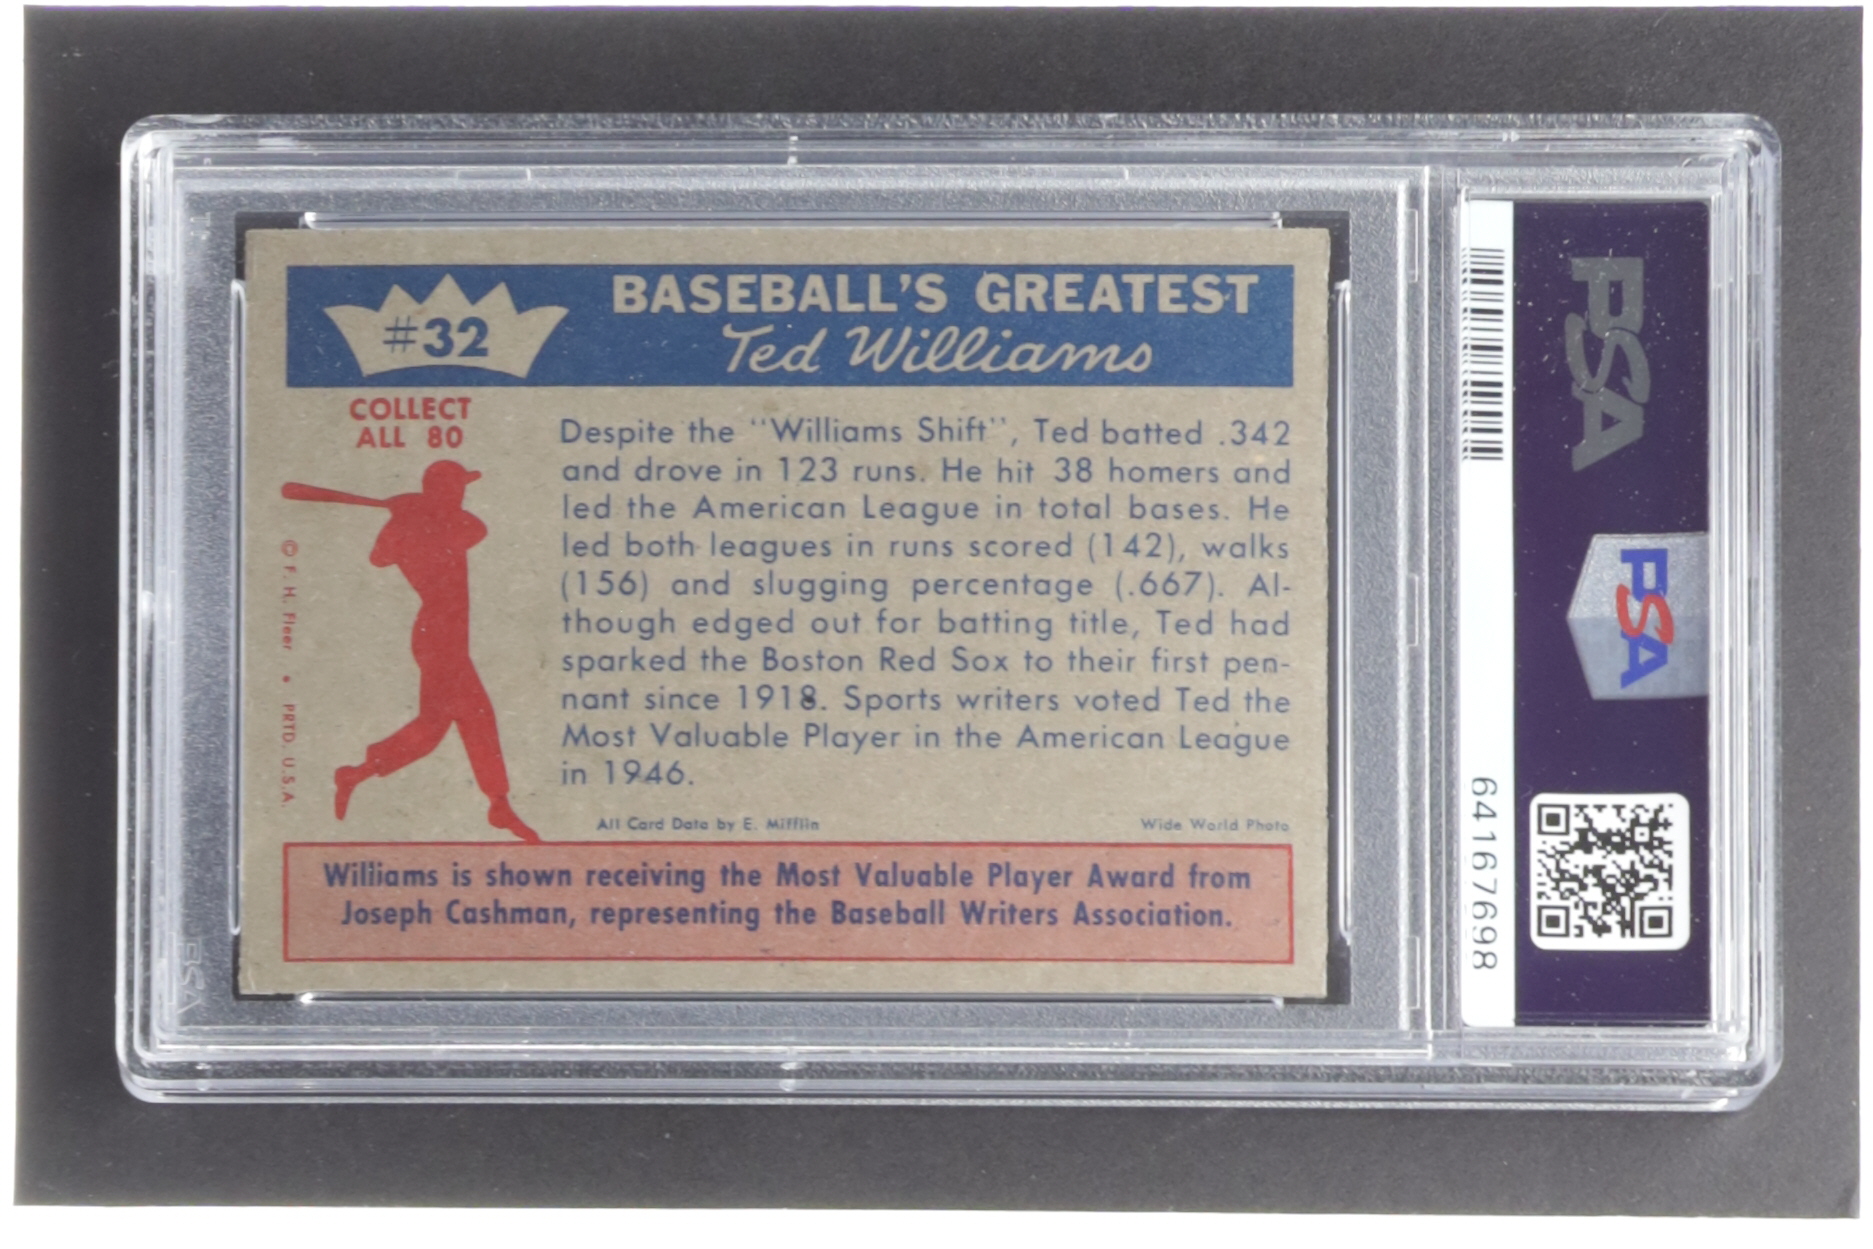 #32
BASEBALL'S GREATEST
Ted Williams
COLLECT
ALL 80
© F. H. Fleer • PRTD. U.S.A.
Despite the "Williams Shift", Ted batted .342
and drove in 123 runs. He hit 38 homers and
led the American League in total bases. He
led both leagues in runs scored (142), walks
(156) and slugging percentage (.667). Al-
though edged out for batting title, Ted had
sparked the Boston Red Sox to their first pen-
nant since 1918. Sports writers voted Ted the
Most Valuable Player in the American League
in 1946.
All Card Data by E. Mifflin
Wide World Photo
Williams is shown receiving the Most Valuable Player Award from
Joseph Cashman, representing the Baseball Writers Association.
PSA
PSA
64167698
PSA